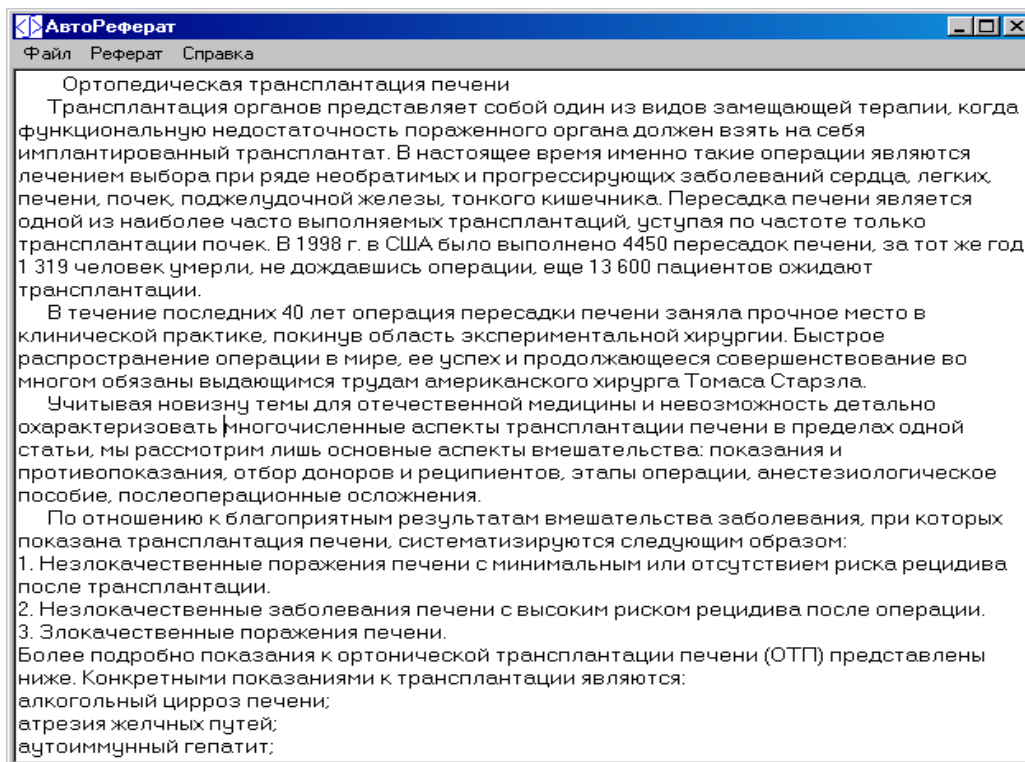 АвтоРеферат
Файл Реферат Справка
Ортопедическая трансплантация печени
Трансплантация органов представляет собой один из видов замещающей терапии, когда
функциональную недостаточность пораженного органа должен взять на себя
имплантированный трансплантат. В настоящее время именно такие операции являются
лечением выбора при ряде необратимых и прогрессирующих заболеваний сердца, легких,
печени, почек, поджелудочной железы, тонкого кишечника. Пересадка печени является
одной из наиболее часто выполняемых трансплантаций, уступая по частоте только
трансплантации почек. В 1998 г. в США было выполнено 4450 пересадок печени, за тот же год
1 319 человек умерли, не дождавшись операции, еще 13 600 пациентов ожидают
трансплантации.
В течение последних 40 лет операция пересадки печени заняла прочное место в
клинической практике, покинув область экспериментальной хирургии. Быстрое
распространение операции в мире, ее успех и продолжающееся совершенствование во
многом обязаны выдающимся трудам американского хирурга Томаса Старзла.
Учитывая новизну темы для отечественной медицины и невозможность детально
охарактеризовать многочисленные аспекты трансплантации печени в пределах одной
статьи, мы рассмотрим лишь основные аспекты вмешательства: показания и
противопоказания, отбор доноров и реципиентов, этапы операции, анестезиологическое
пособие, послеоперационные осложнения.
По отношению к благоприятным результатам вмешательства заболевания, при которых
показана трансплантация печени, систематизируются следующим образом:
1. Незлокачественные поражения печени с минимальным или отсутствием риска рецидива
после трансплантации.
2. Незлокачественные заболевания печени с высоким риском рецидива после операции.
3. Злокачественные поражения печени.
Более подробно показания к ортонической трансплантации печени (ОТП) представлены
ниже. Конкретными показаниями к трансплантации являются:
алкогольный цирроз печени;
атрезия желчных путей;
аутоиммунный гепатит;